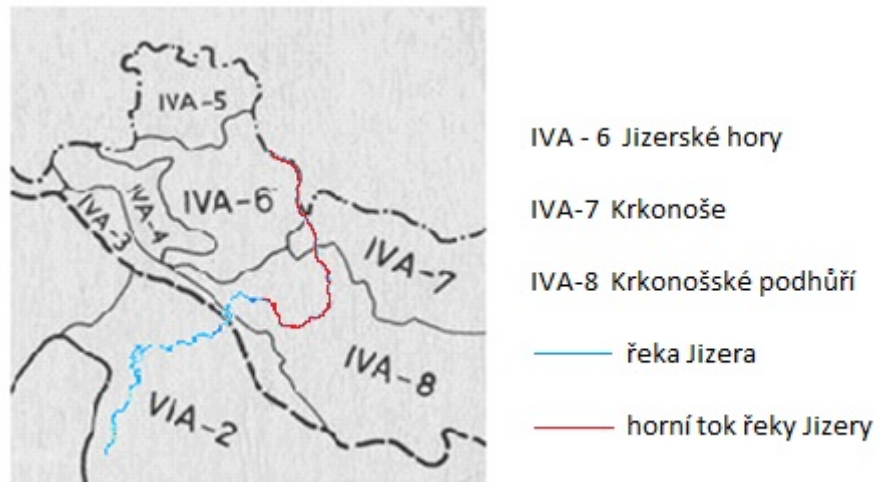 IVA-5
IVA-6
IVA-4
IVA-3
IVA-7
IVA-8
VIA-2
IVA - 6 Jizerské hory
IVA-7 Krkonoše
IVA-8 Krkonošské podhůří
řeka Jizera
horní tok řeky Jizery